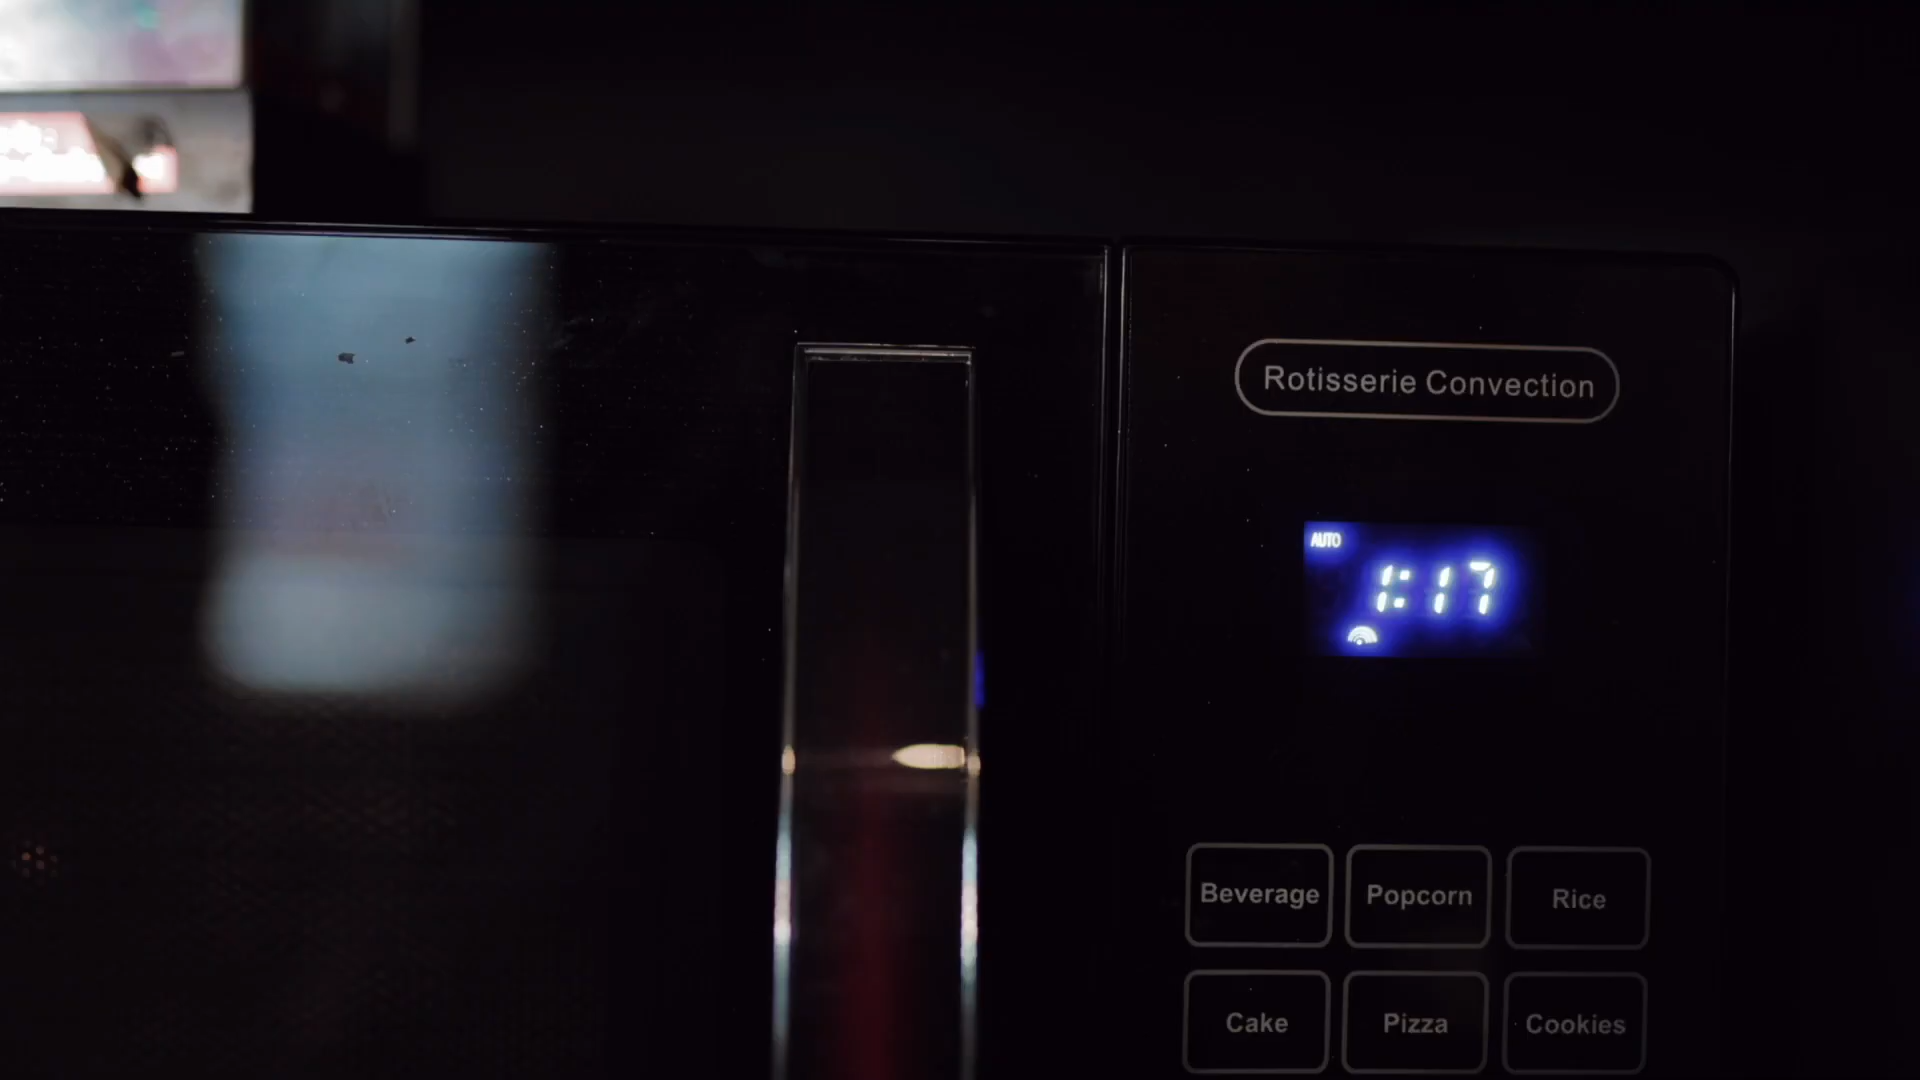 Rotisserie Convection
AUTO
1:17
Beverage
Popcorn
Rice
Cake
Pizza
Cookies